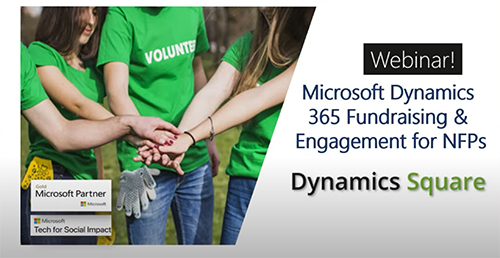 VOLUNTEER
Webinar!
Microsoft Dynamics
365 Fundraising &
Engagement for NFPs
Dynamics Square
Gold
Microsoft Partner
Microsoft
Microsoft
Tech for Social Impact